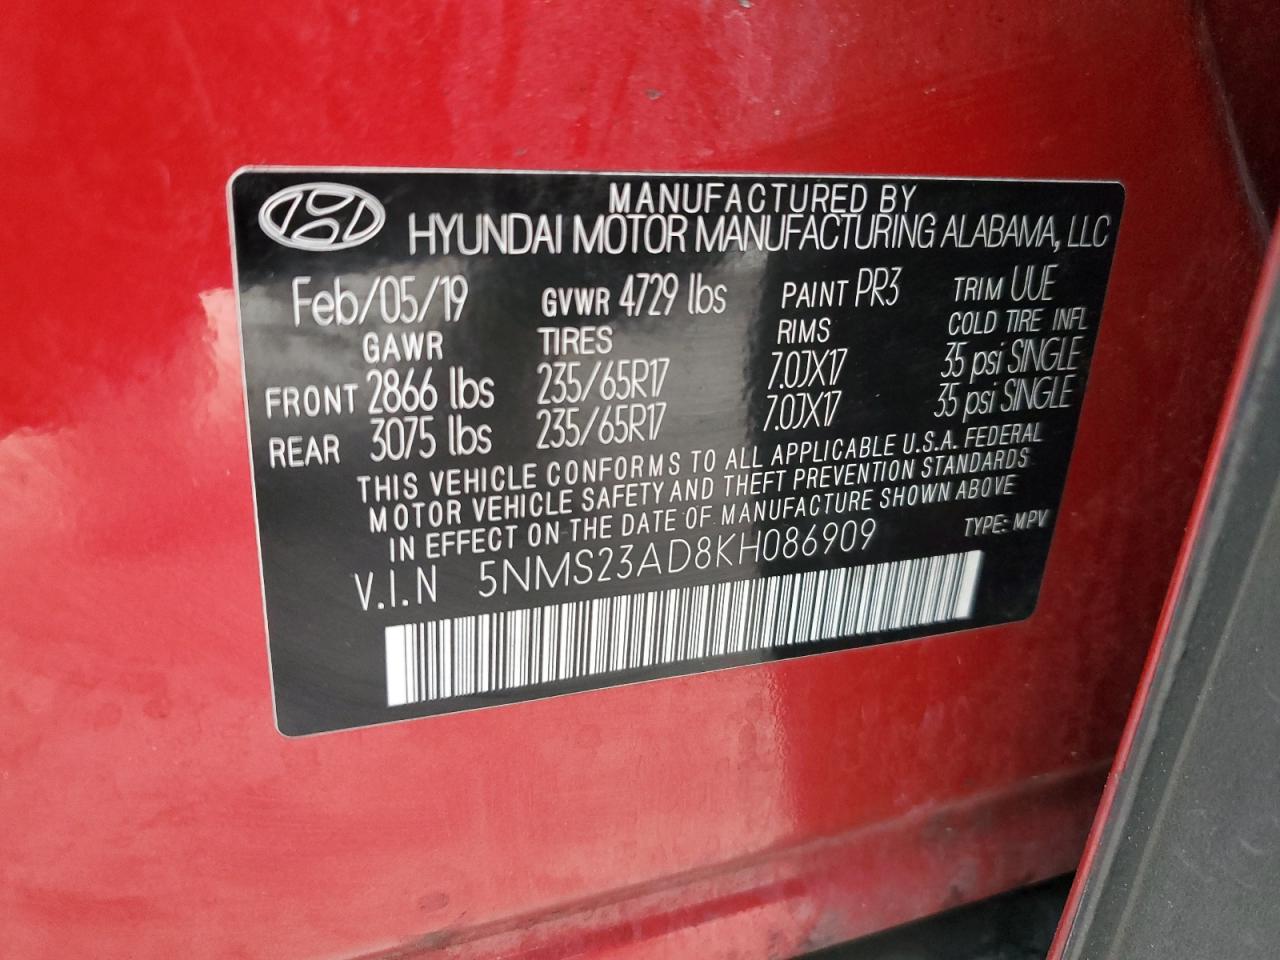 MANUFACTURED BY
HYUNDAI MOTOR MANUFACTURING ALABAMA, LLC
Feb/05/19 GVWR 4729 lbs PAINT PR3 TRIM UUE
GAWR TIRES RIMS COLD TIRE INFL
FRONT 2866 lbs 235/65R17 7.0JX17 35 psi SINGLE
REAR 3075 lbs 235/65R17 7.0JX17 35 psi SINGLE
THIS VEHICLE CONFORMS TO ALL APPLICABLE U.S.A. FEDERAL
MOTOR VEHICLE SAFETY AND THEFT PREVENTION STANDARDS
IN EFFECT ON THE DATE OF MANUFACTURE SHOWN ABOVE
V.I.N 5NMS23AD8KH086909 TYPE: MPV